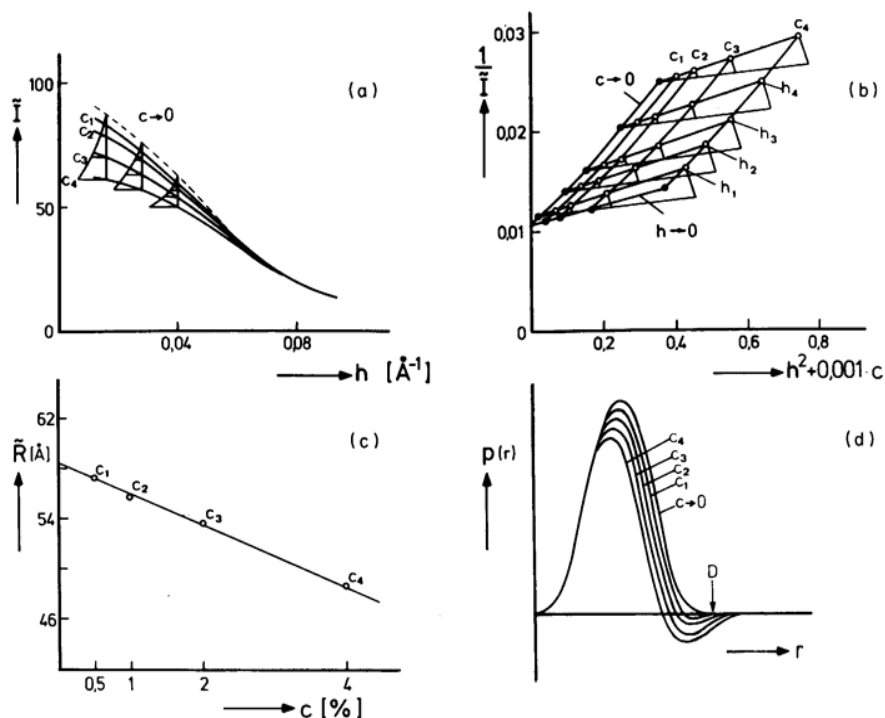 (a)
100
Ĩ
c→0
C₁
C₂
C₃
C₄
50
0
0,04
0,08
h [Å⁻¹]
(b)
0,03
1/Ĩ
C₁
C₂
C₃
C₄
c→0
h₄
0,02
h₃
h₂
h₁
0,01
h→0
0
0,2
0,4
0,6
0,8
h²+0,001·c
(c)
62
R̃[Å]
C₁
C₂
54
C₃
C₄
46
0,5
1
2
4
c [%]
(d)
p(r)
C₄
C₃
C₂
C₁
c→0
D
r